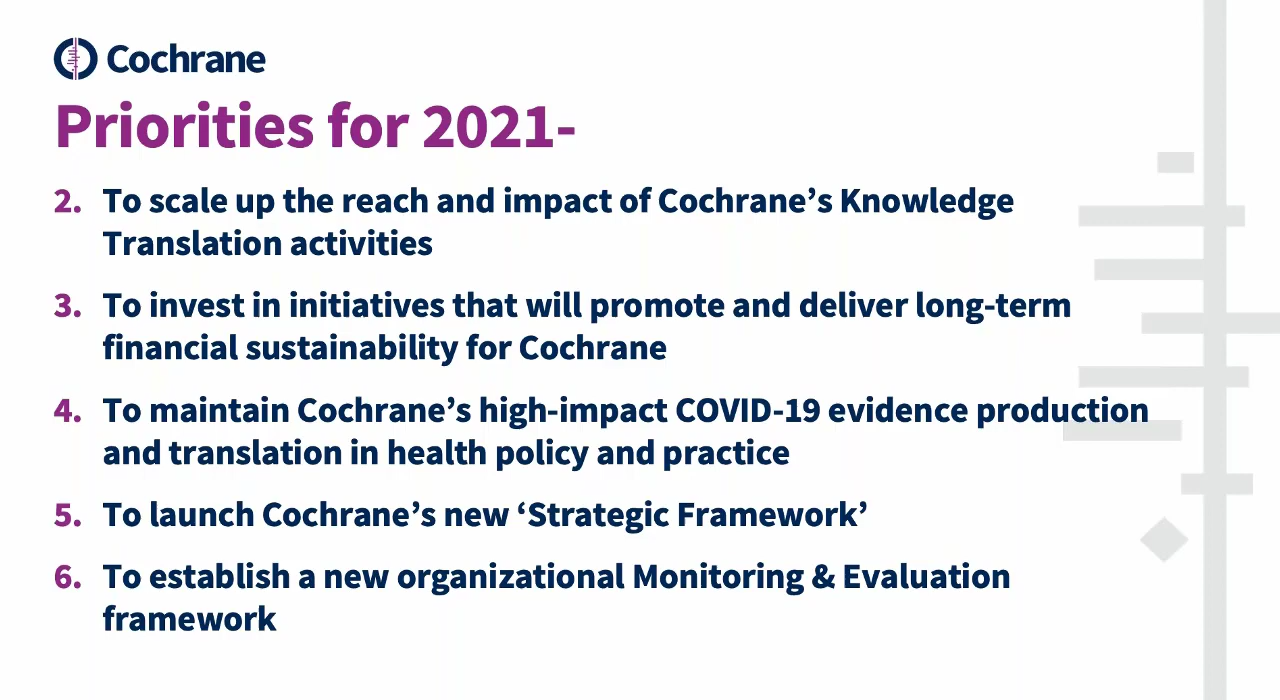 Cochrane
Priorities for 2021-
2. To scale up the reach and impact of Cochrane’s Knowledge
Translation activities
3. To invest in initiatives that will promote and deliver long-term
financial sustainability for Cochrane
4. To maintain Cochrane’s high-impact COVID-19 evidence production
and translation in health policy and practice
5. To launch Cochrane’s new ‘Strategic Framework’
6. To establish a new organizational Monitoring & Evaluation
framework